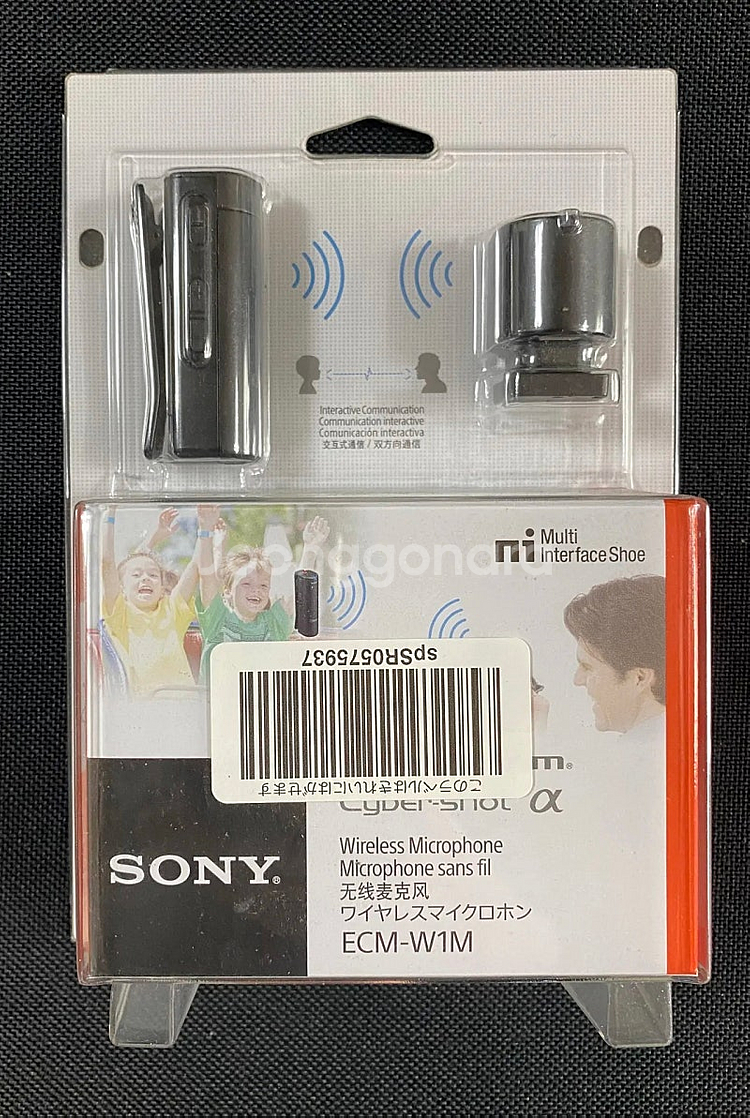 Interactive Communication
Communication interactive
Comunicación interactiva
交互式通信 / 双方向通信
Joonggonara
Multi
Interface Shoe
spSR0575937
このラベルはきれいにはがせます
m®
Cyber-shot α
SONY®
Wireless Microphone
Microphone sans fil
无线麦克风
ワイヤレスマイクロホン
ECM-W1M